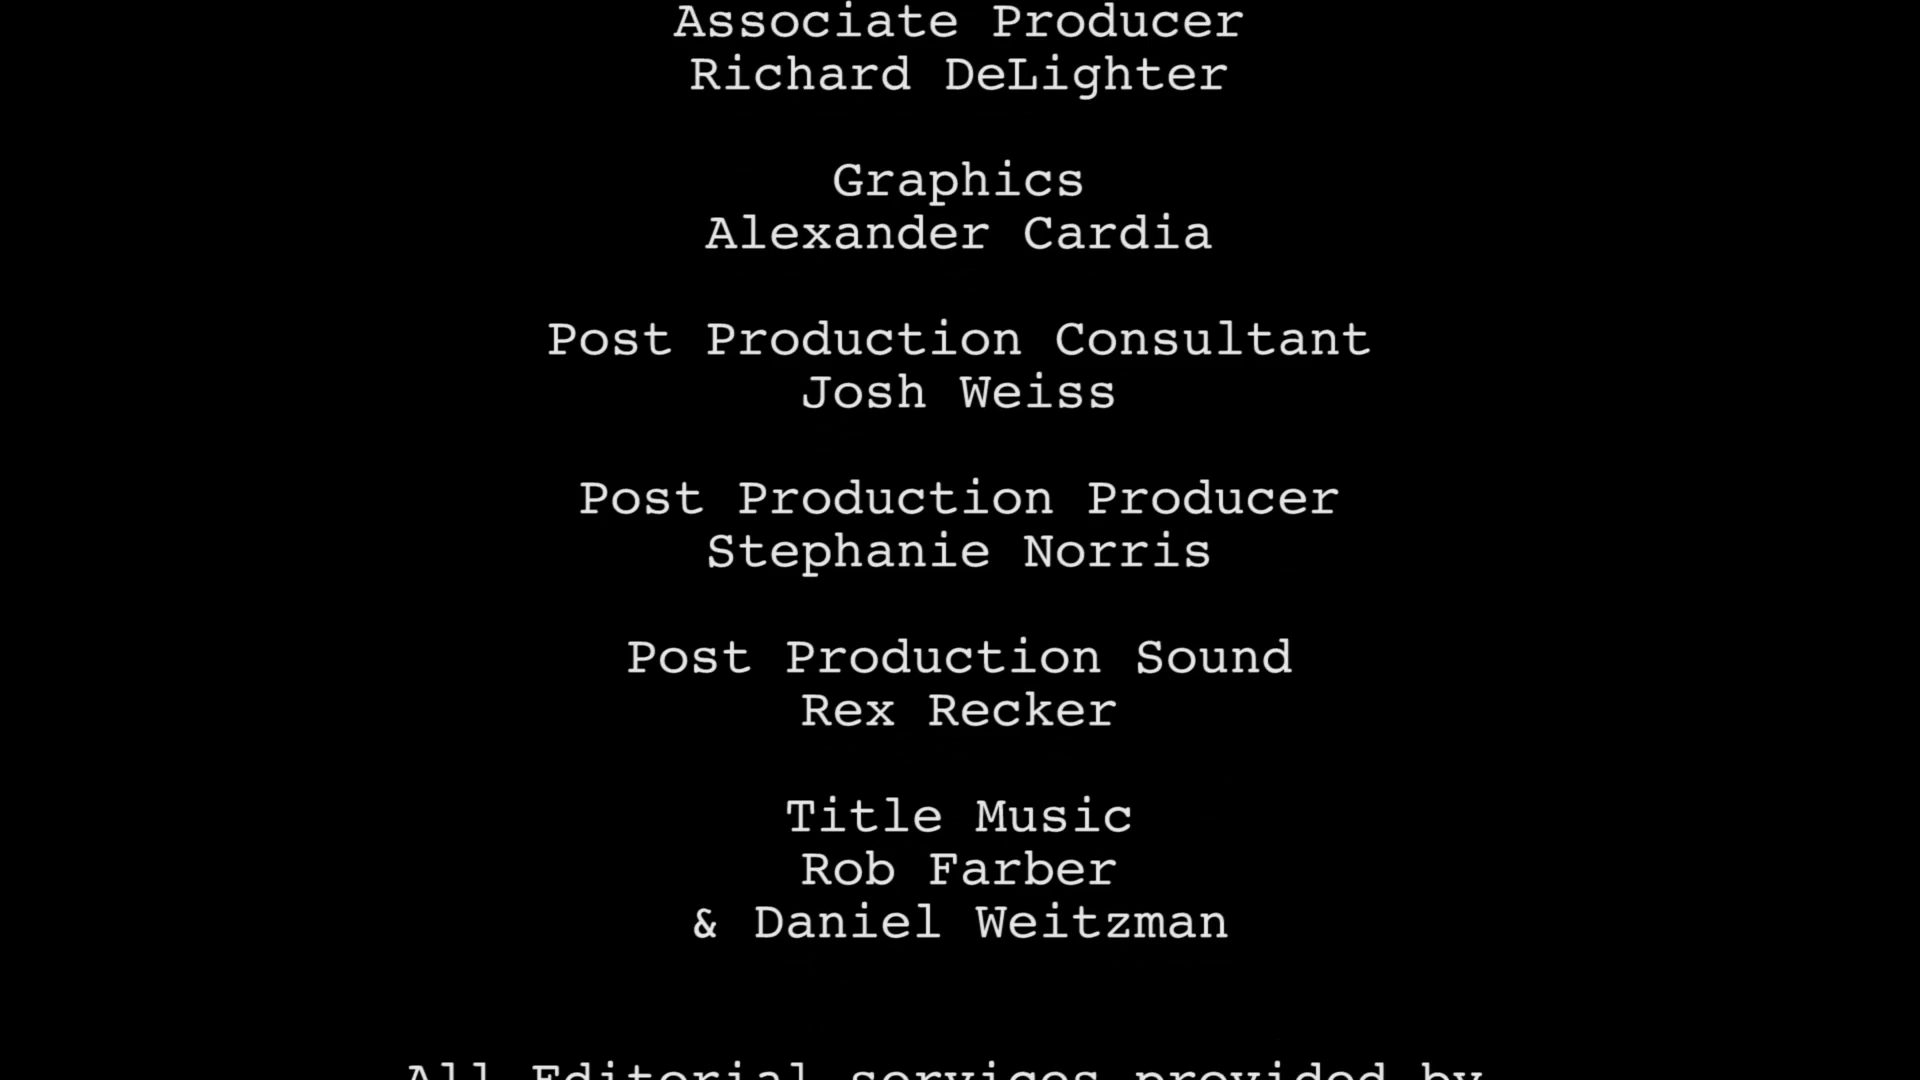 Associate Producer
Richard DeLighter
Graphics
Alexander Cardia
Post Production Consultant
Josh Weiss
Post Production Producer
Stephanie Norris
Post Production Sound
Rex Recker
Title Music
Rob Farber
& Daniel Weitzman
All Editorial services provided by